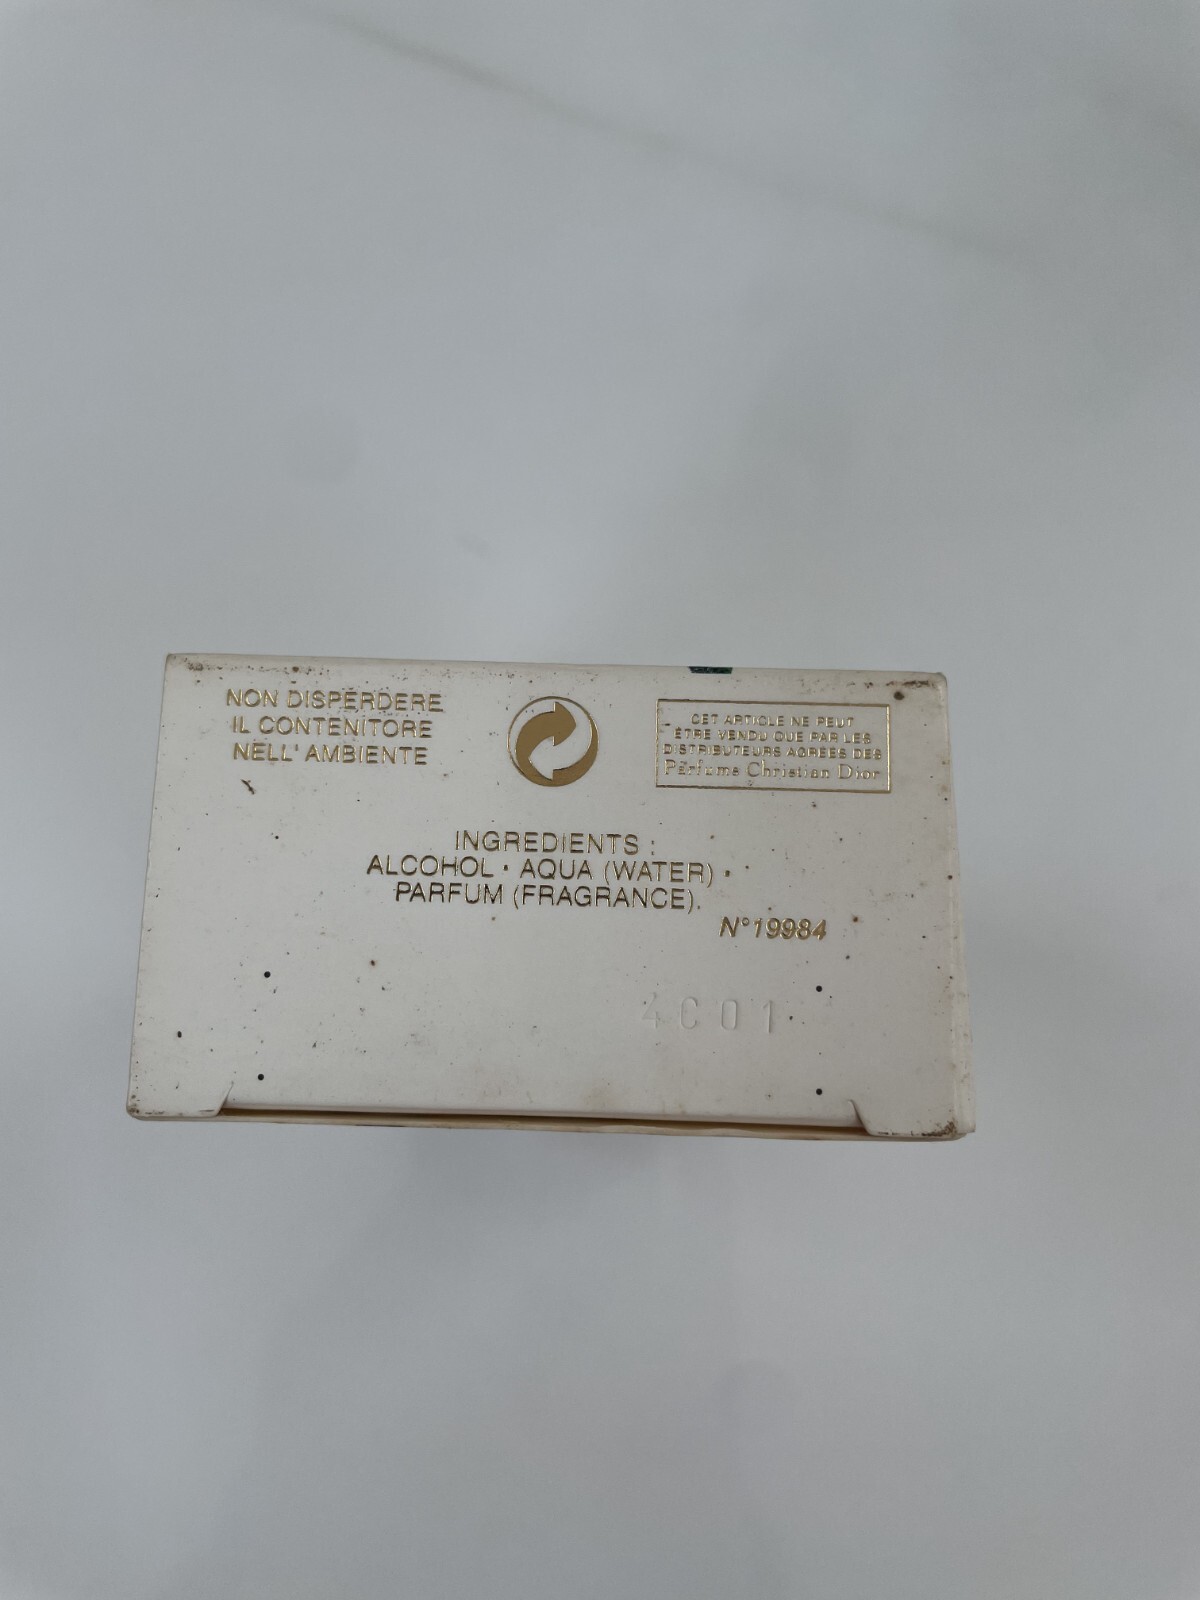 NON DISPERDERE
IL CONTENITORE
NELL' AMBIENTE
CET ARTICLE NE PEUT
ÊTRE VENDU QUE PAR LES
DISTRIBUTEURS AGRÉÉS DES
Parfums Christian Dior
INGREDIENTS :
ALCOHOL · AQUA (WATER) ·
PARFUM (FRAGRANCE).
N°19984
4C01